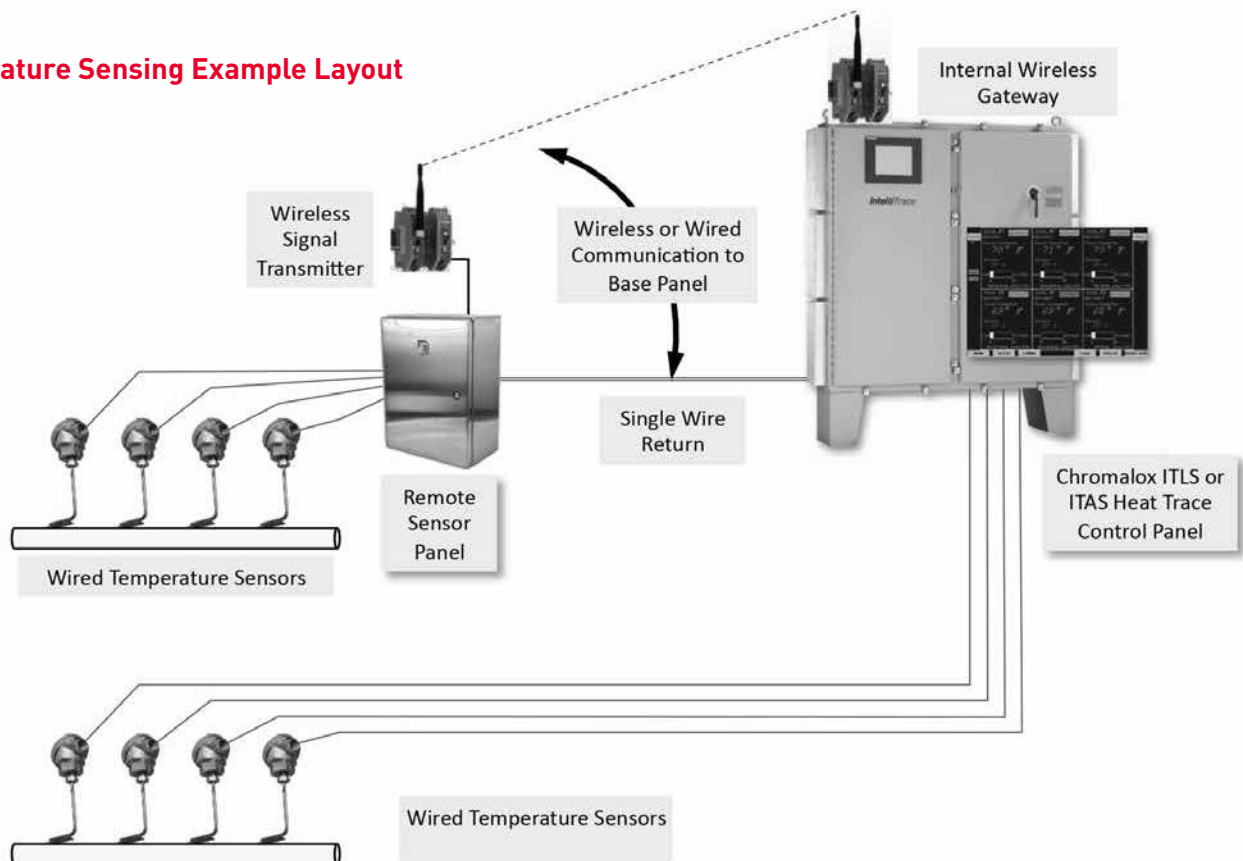 ature Sensing Example Layout
Internal Wireless
Gateway
Wireless
Signal
Transmitter
Wireless or Wired
Communication to
Base Panel
IntelliTrace
Single Wire
Return
Remote
Sensor
Panel
Chromalox ITLS or
ITAS Heat Trace
Control Panel
Wired Temperature Sensors
Wired Temperature Sensors